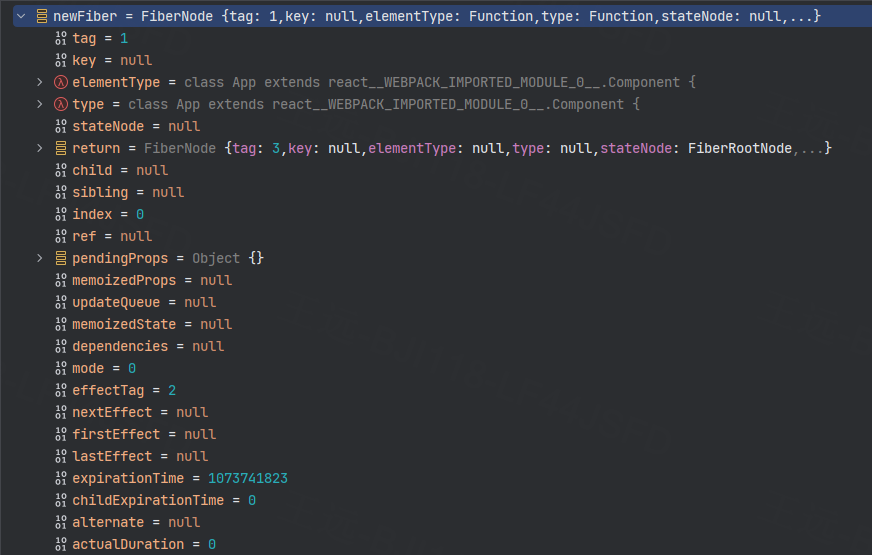 newFiber = FiberNode {tag: 1,key: null,elementType: Function,type: Function,stateNode: null,...}
tag = 1
key = null
elementType = class App extends react__WEBPACK_IMPORTED_MODULE_0__.Component {
type = class App extends react__WEBPACK_IMPORTED_MODULE_0__.Component {
stateNode = null
return = FiberNode {tag: 3,key: null,elementType: null,type: null,stateNode: FiberRootNode,...}
child = null
sibling = null
index = 0
ref = null
pendingProps = Object {}
memoizedProps = null
updateQueue = null
memoizedState = null
dependencies = null
mode = 0
effectTag = 2
nextEffect = null
firstEffect = null
lastEffect = null
expirationTime = 1073741823
childExpirationTime = 0
alternate = null
actualDuration = 0